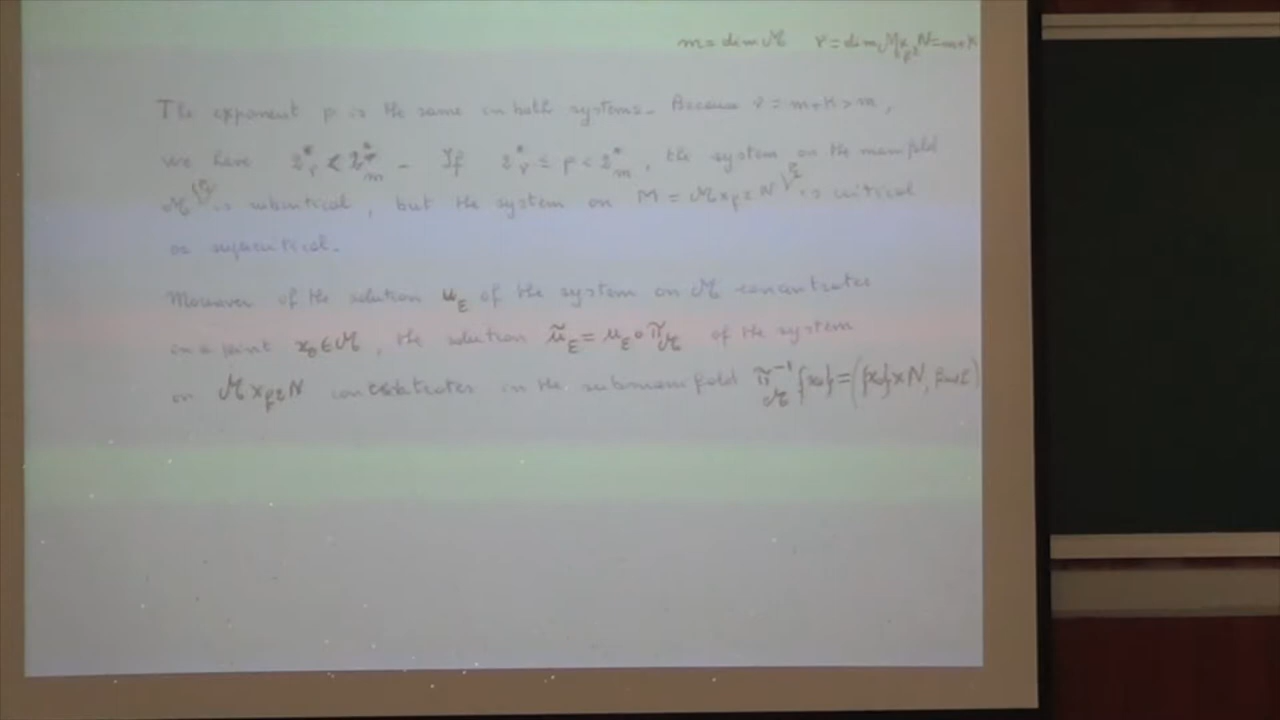 m = dim ℳ   r = dim ℳ×_{f²}N = m+k
The exponent p is the same in both systems. Because r = m+k > m,
we have 2*_r < 2*_m . If 2*_r ≤ p < 2*_m , the system on the manifold
ℳ is subcritical, but the system on M = ℳ×_{f²}N is critical
or supercritical.
Moreover if the solution u_ε of the system on ℳ concentrates
in a point x₀∈ℳ , the solution ũ_ε = u_ε∘π_ℳ of the system
on ℳ×_{f²}N concentrates in the submanifold π_ℳ^{-1}{x₀} = ({x₀}×N,